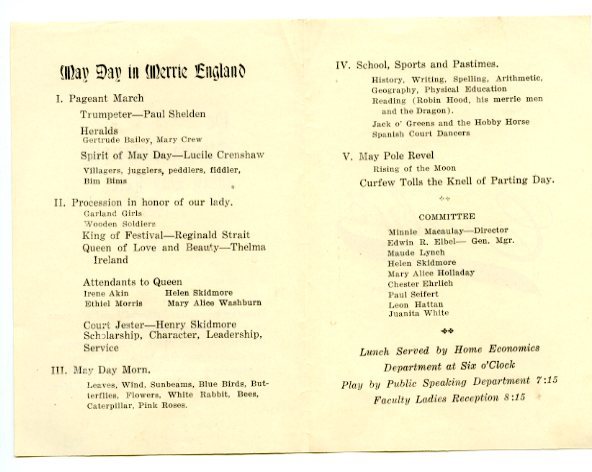 May Day in Merrie England
I. Pageant March
Trumpeter—Paul Shelden
Heralds
Gertrude Bailey, Mary Crew
Spirit of May Day—Lucile Crenshaw
Villagers, jugglers, peddlers, fiddler,
Bim Bims
II. Procession in honor of our lady.
Garland Girls
Wooden Soldiers
King of Festival—Reginald Strait
Queen of Love and Beauty—Thelma
Ireland
Attendants to Queen
Irene Akin Helen Skidmore
Ethiel Morris Mary Alice Washburn
Court Jester—Henry Skidmore
Scholarship, Character, Leadership,
Service
III. May Day Morn.
Leaves, Wind, Sunbeams, Blue Birds, But-
terflies, Flowers, White Rabbit, Bees,
Caterpillar, Pink Roses.
IV. School, Sports and Pastimes.
History, Writing, Spelling, Arithmetic,
Geography, Physical Education
Reading (Robin Hood, his merrie men
and the Dragon).
Jack o' Greens and the Hobby Horse
Spanish Court Dancers
V. May Pole Revel
Rising of the Moon
Curfew Tolls the Knell of Parting Day.
COMMITTEE
Minnie Macaulay—Director
Edwin R. Elbel— Gen. Mgr.
Maude Lynch
Helen Skidmore
Mary Alice Holladay
Chester Ehrlich
Paul Seifert
Leon Hattan
Juanita White
Lunch Served by Home Economics
Department at Six o'Clock
Play by Public Speaking Department 7:15
Faculty Ladies Reception 8:15